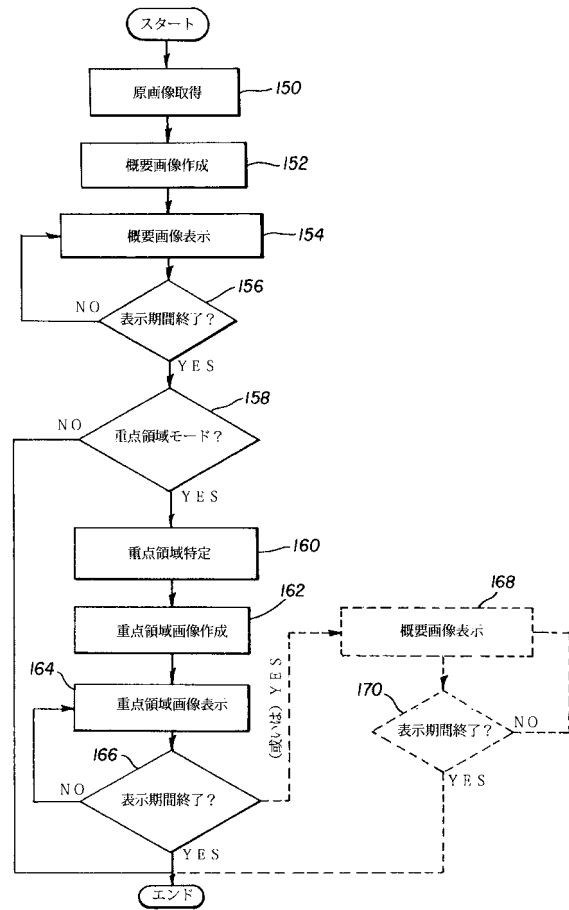 スタート
原画像取得
150
概要画像作成
152
概要画像表示
154
156
NO
表示期間終了?
YES
158
NO
重点領域モード?
YES
重点領域特定
160
162
重点領域画像作成
164
重点領域画像表示
166
NO
表示期間終了?
YES
(或いは) YES
168
概要画像表示
170
表示期間終了?
NO
YES
エンド